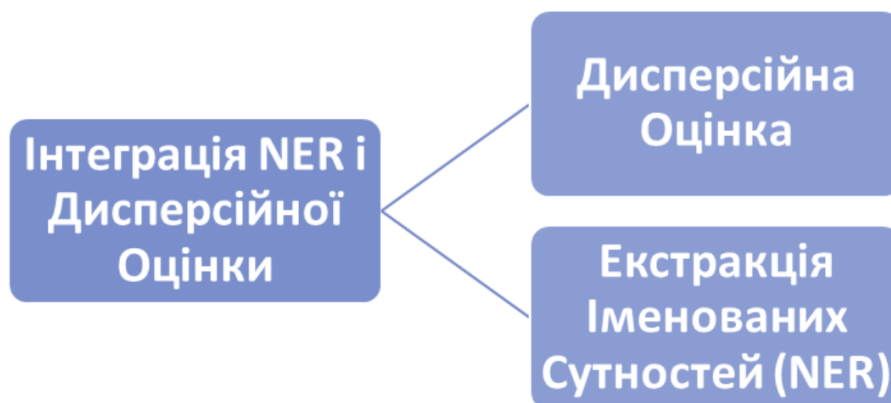 Інтеграція NER і
Дисперсійної
Оцінки
Дисперсійна
Оцінка
Екстракція
Іменованих
Сутностей (NER)